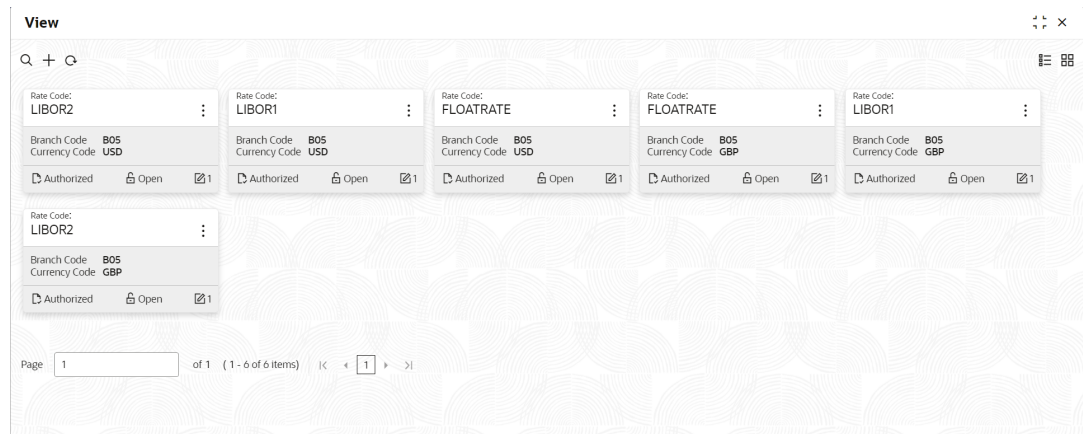 View
Rate Code:
LIBOR2
Branch Code B05
Currency Code USD
Authorized Open 1
Rate Code:
LIBOR1
Branch Code B05
Currency Code USD
Authorized Open 1
Rate Code:
FLOATRATE
Branch Code B05
Currency Code USD
Authorized Open 1
Rate Code:
FLOATRATE
Branch Code B05
Currency Code GBP
Authorized Open 1
Rate Code:
LIBOR1
Branch Code B05
Currency Code GBP
Authorized Open 1
Rate Code:
LIBOR2
Branch Code B05
Currency Code GBP
Authorized Open 1
Page 1 of 1 ( 1 - 6 of 6 items) 1